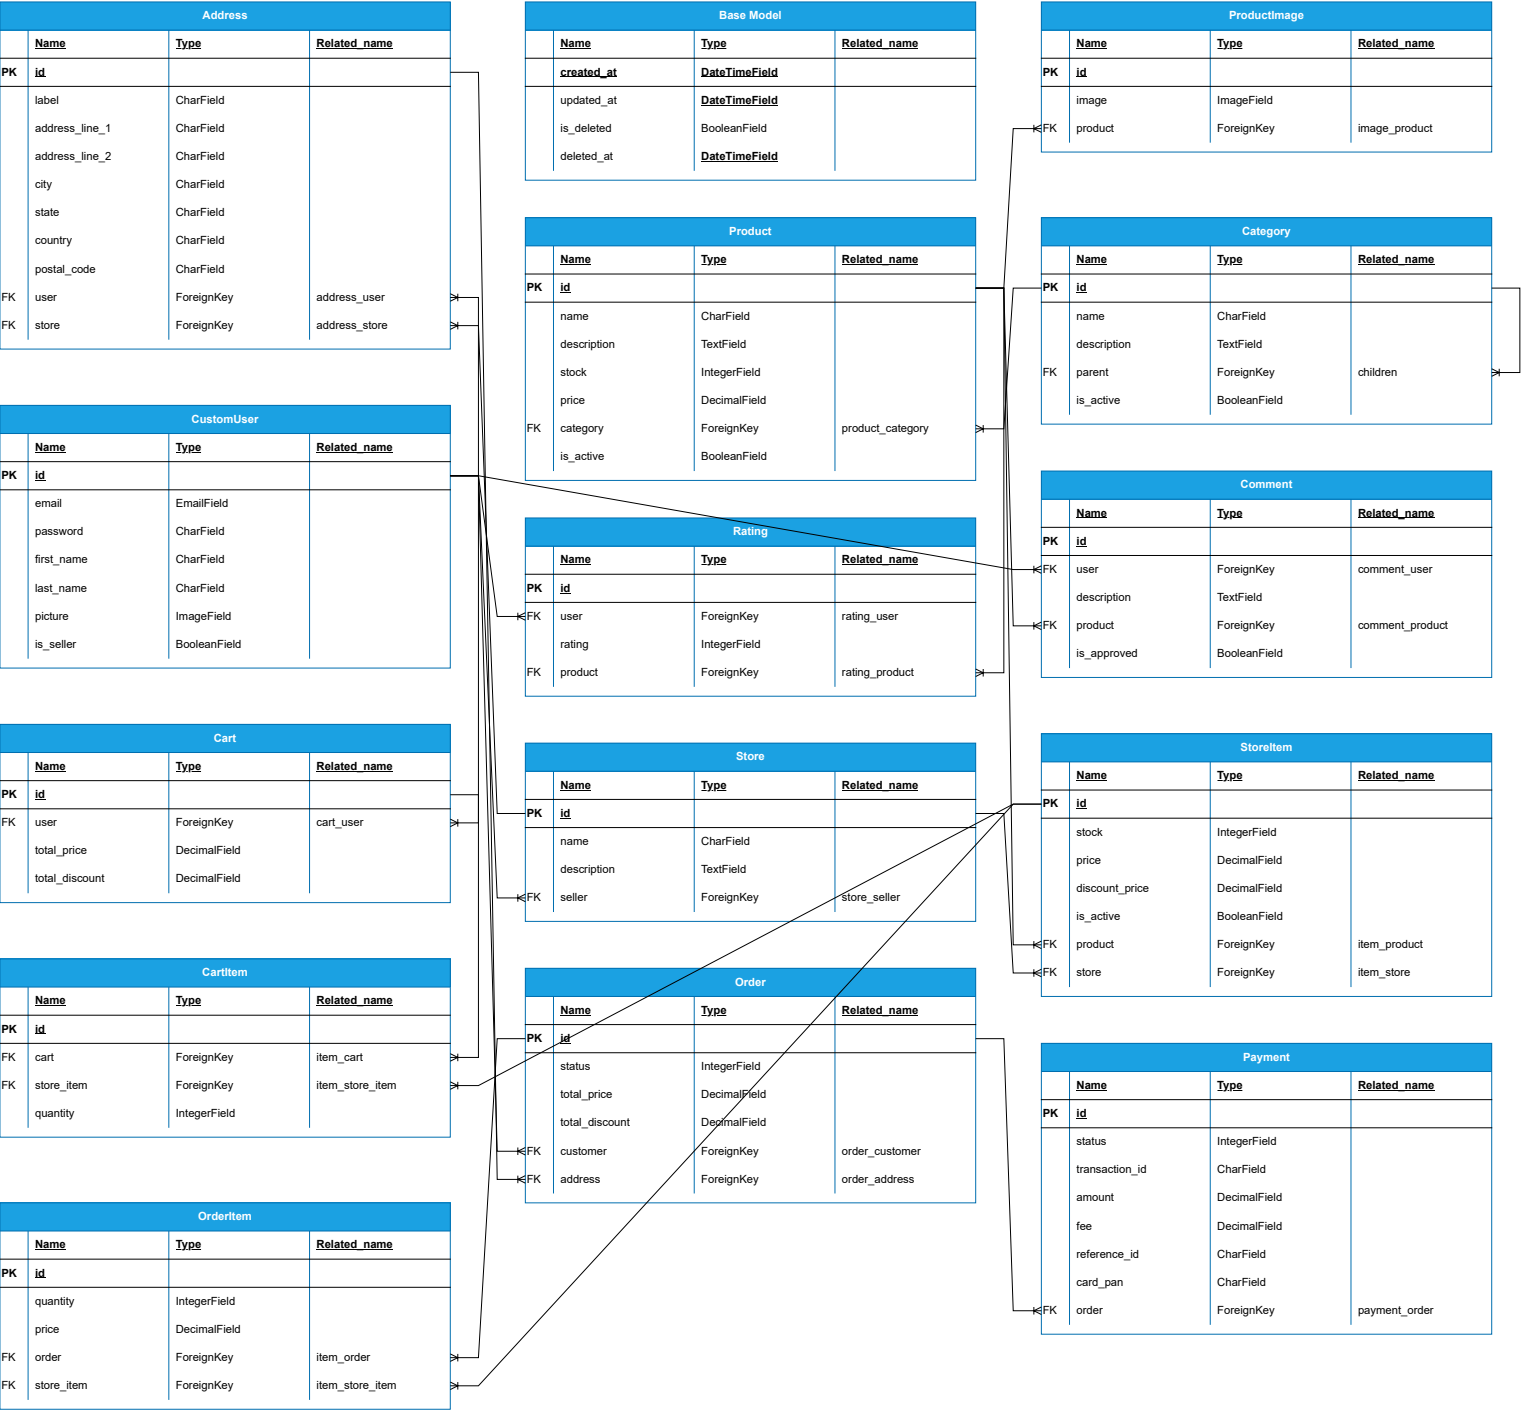 Address
Name Type Related_name
PK id
label CharField
address_line_1 CharField
address_line_2 CharField
city CharField
state CharField
country CharField
postal_code CharField
FK user ForeignKey address_user
FK store ForeignKey address_store
CustomUser
Name Type Related_name
PK id
email EmailField
password CharField
first_name CharField
last_name CharField
picture ImageField
is_seller BooleanField
Cart
Name Type Related_name
PK id
FK user ForeignKey cart_user
total_price DecimalField
total_discount DecimalField
CartItem
Name Type Related_name
PK id
FK cart ForeignKey item_cart
FK store_item ForeignKey item_store_item
quantity IntegerField
OrderItem
Name Type Related_name
PK id
quantity IntegerField
price DecimalField
FK order ForeignKey item_order
FK store_item ForeignKey item_store_item
Base Model
Name Type Related_name
created_at DateTimeField
updated_at DateTimeField
is_deleted BooleanField
deleted_at DateTimeField
Product
Name Type Related_name
PK id
name CharField
description TextField
stock IntegerField
price DecimalField
FK category ForeignKey product_category
is_active BooleanField
Rating
Name Type Related_name
PK id
FK user ForeignKey rating_user
rating IntegerField
FK product ForeignKey rating_product
Store
Name Type Related_name
PK id
name CharField
description TextField
FK seller ForeignKey store_seller
Order
Name Type Related_name
PK id
status IntegerField
total_price DecimalField
total_discount DecimalField
FK customer ForeignKey order_customer
FK address ForeignKey order_address
ProductImage
Name Type Related_name
PK id
image ImageField
FK product ForeignKey image_product
Category
Name Type Related_name
PK id
name CharField
description TextField
FK parent ForeignKey children
is_active BooleanField
Comment
Name Type Related_name
PK id
FK user ForeignKey comment_user
description TextField
FK product ForeignKey comment_product
is_approved BooleanField
StoreItem
Name Type Related_name
PK id
stock IntegerField
price DecimalField
discount_price DecimalField
is_active BooleanField
FK product ForeignKey item_product
FK store ForeignKey item_store
Payment
Name Type Related_name
PK id
status IntegerField
transaction_id CharField
amount DecimalField
fee DecimalField
reference_id CharField
card_pan CharField
FK order ForeignKey payment_order